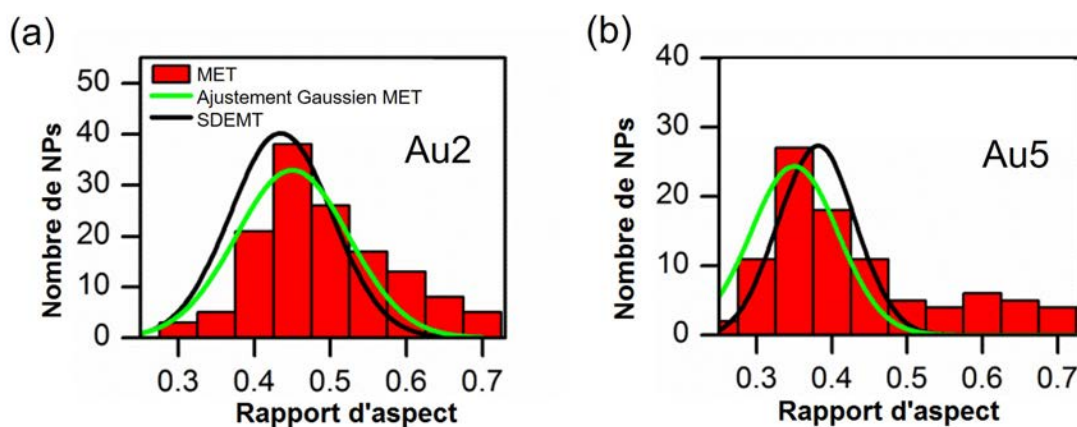 (a)
Nombre de NPs
50
40
30
20
10
0
MET
Ajustement Gaussien MET
SDEMT
Au2
0.3 0.4 0.5 0.6 0.7
Rapport d'aspect
(b)
Nombre de NPs
40
30
20
10
0
Au5
0.3 0.4 0.5 0.6 0.7
Rapport d'aspect